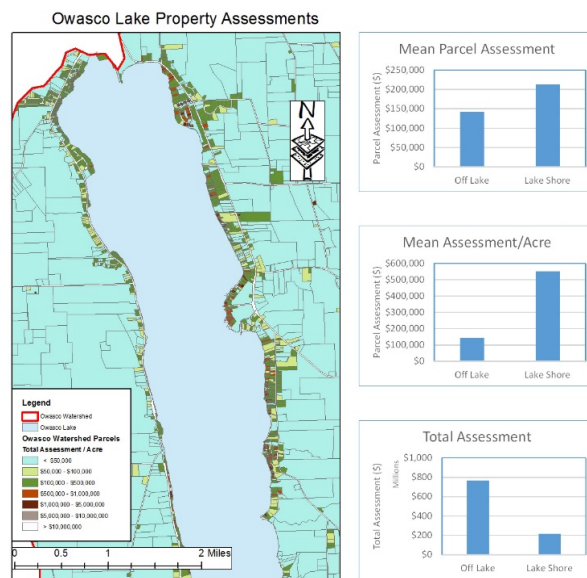 Owasco Lake Property Assessments
N
Legend
Owasco Watershed
Owasco Lake
Owasco Watershed Parcels
Total Assessment / Acre
< $50,000
$50,000 - $100,000
$100,000 - $500,000
$500,000 - $1,000,000
$1,000,000 - $5,000,000
$5,000,000 - $10,000,000
> $10,000,000
0 0.5 1 2 Miles
Mean Parcel Assessment
Parcel Assessment ($)
$250,000
$200,000
$150,000
$100,000
$50,000
$0
Off Lake Lake Shore
Mean Assessment/Acre
Parcel Assessment ($)
$600,000
$500,000
$400,000
$300,000
$200,000
$100,000
$0
Off Lake Lake Shore
Total Assessment
Total Assessment ($)
Millions
$1,000
$800
$600
$400
$200
$0
Off Lake Lake Shore